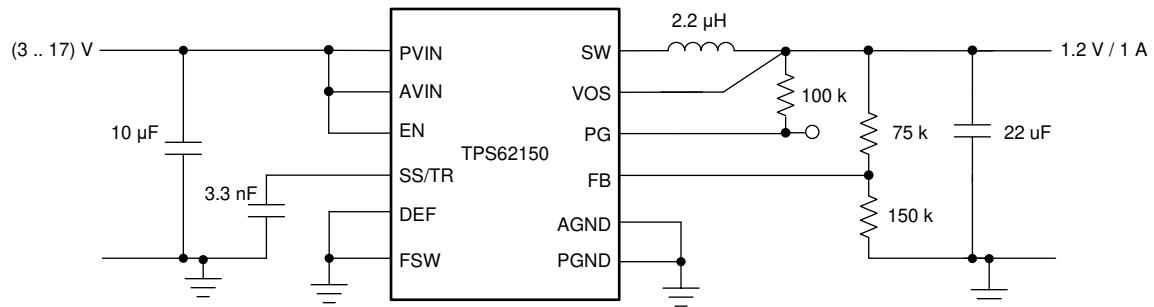 2.2 µH
(3 .. 17) V
PVIN
SW
1.2 V / 1 A
AVIN
VOS
100 k
10 µF
EN
PG
75 k
22 uF
TPS62150
SS/TR
FB
3.3 nF
DEF
AGND
150 k
FSW
PGND